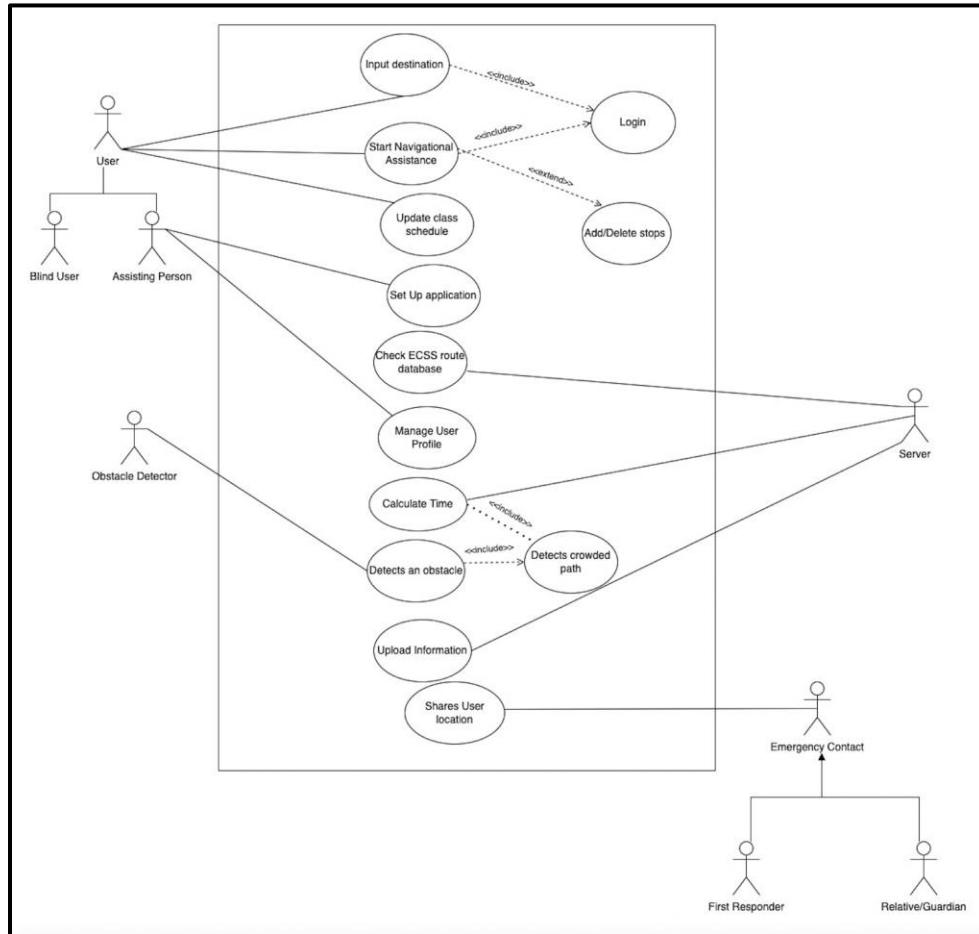 Input destination
<<include>>
Login
User
Start Navigational
Assistance
<<include>>
<<extend>>
Update class
schedule
Add/Delete stops
Blind User
Assisting Person
Set Up application
Check ECSS route
database
Manage User
Profile
Obstacle Detector
Server
Calculate Time
<<include>>
Detects an obstacle
<<include>>
Detects crowded
path
Upload Information
Shares User
location
Emergency Contact
First Responder
Relative/Guardian